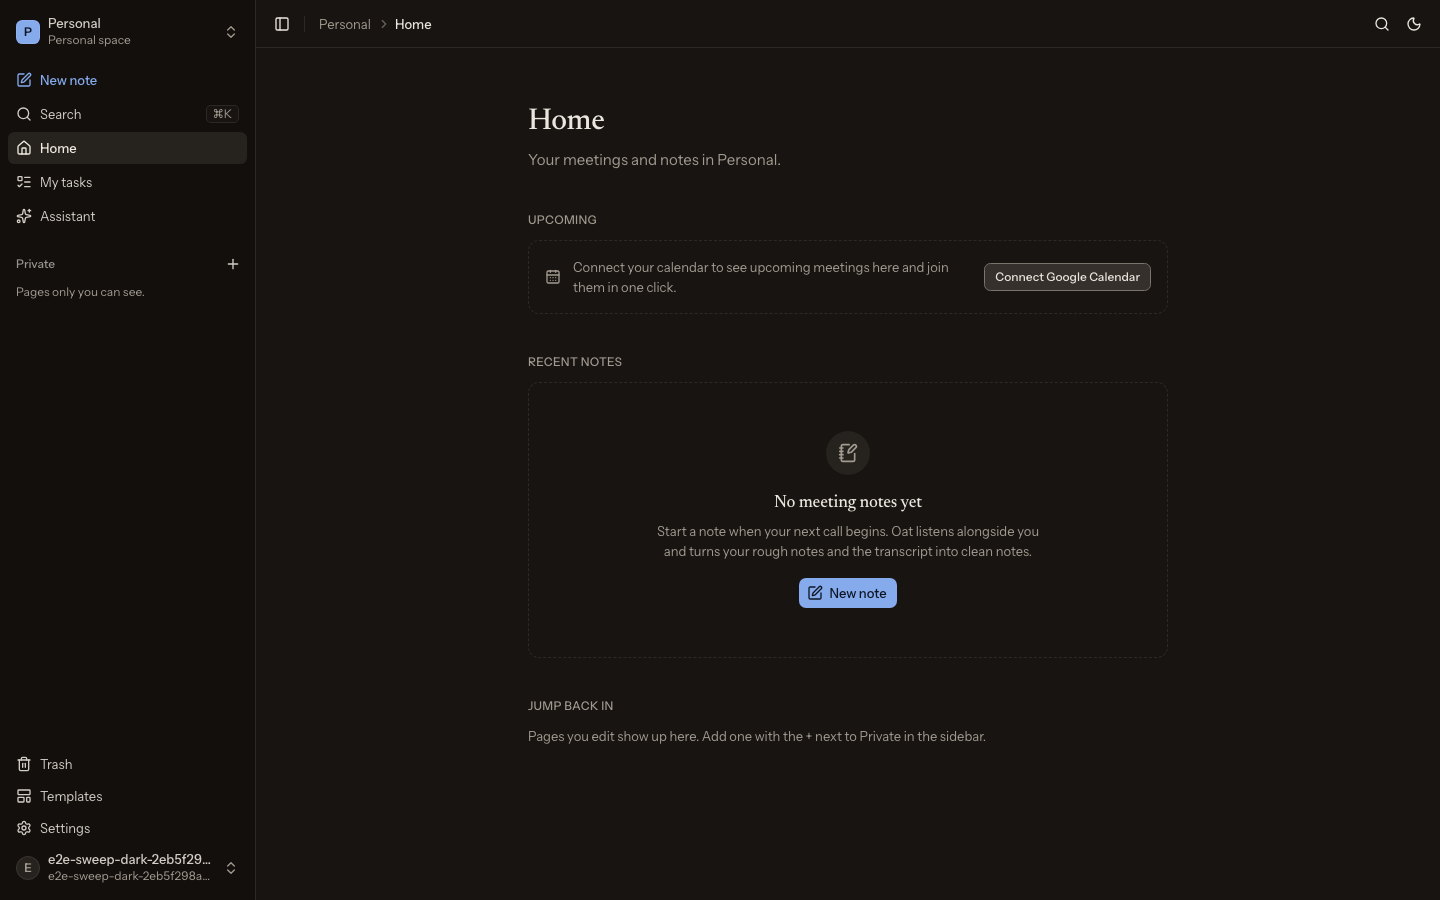 P
Personal
Personal space
New note
Search
⌘K
Home
My tasks
Assistant
Private
Pages only you can see.
Trash
Templates
Settings
E
e2e-sweep-dark-2eb5f29...
e2e-sweep-dark-2eb5f298a...
Personal
Home
Home
Your meetings and notes in Personal.
UPCOMING
Connect your calendar to see upcoming meetings here and join
them in one click.
Connect Google Calendar
RECENT NOTES
No meeting notes yet
Start a note when your next call begins. Oat listens alongside you
and turns your rough notes and the transcript into clean notes.
New note
JUMP BACK IN
Pages you edit show up here. Add one with the + next to Private in the sidebar.